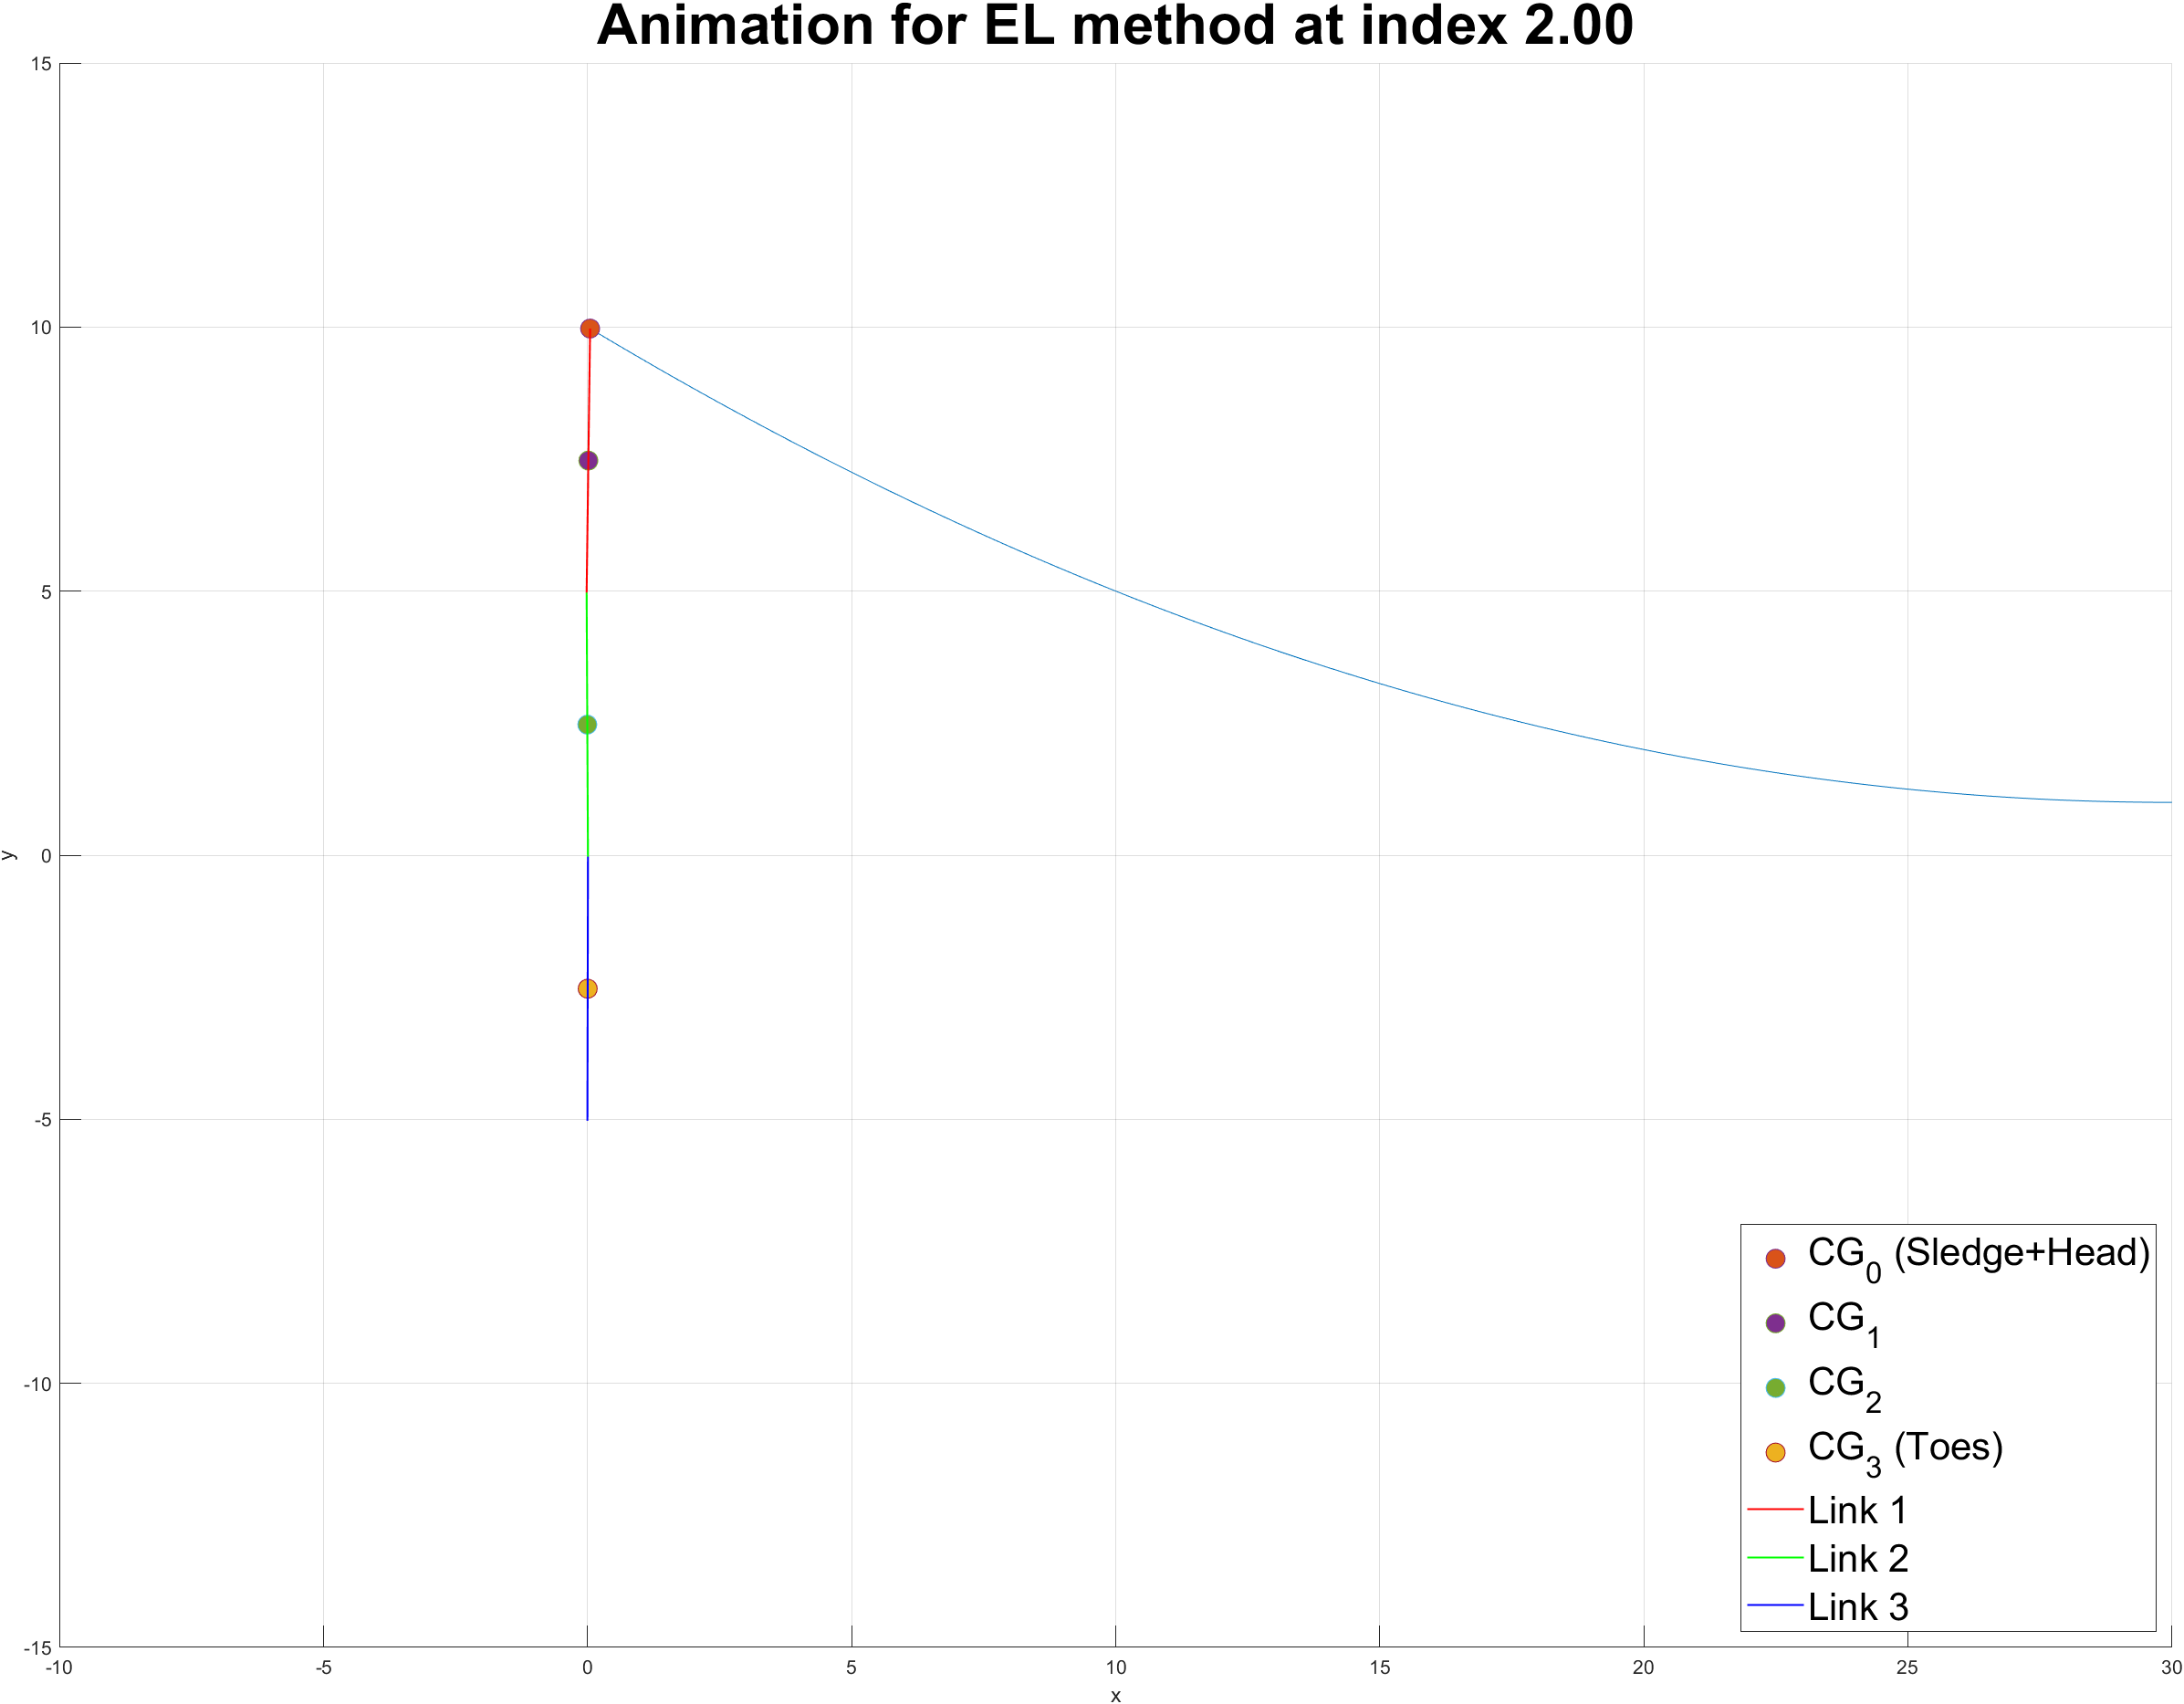 Animation for EL method at index 2.00
15
10
5
0
-5
-10
-15
y
-10 -5 0 5 10 15 20 25 30
x
CG0 (Sledge+Head)
CG1
CG2
CG3 (Toes)
Link 1
Link 2
Link 3